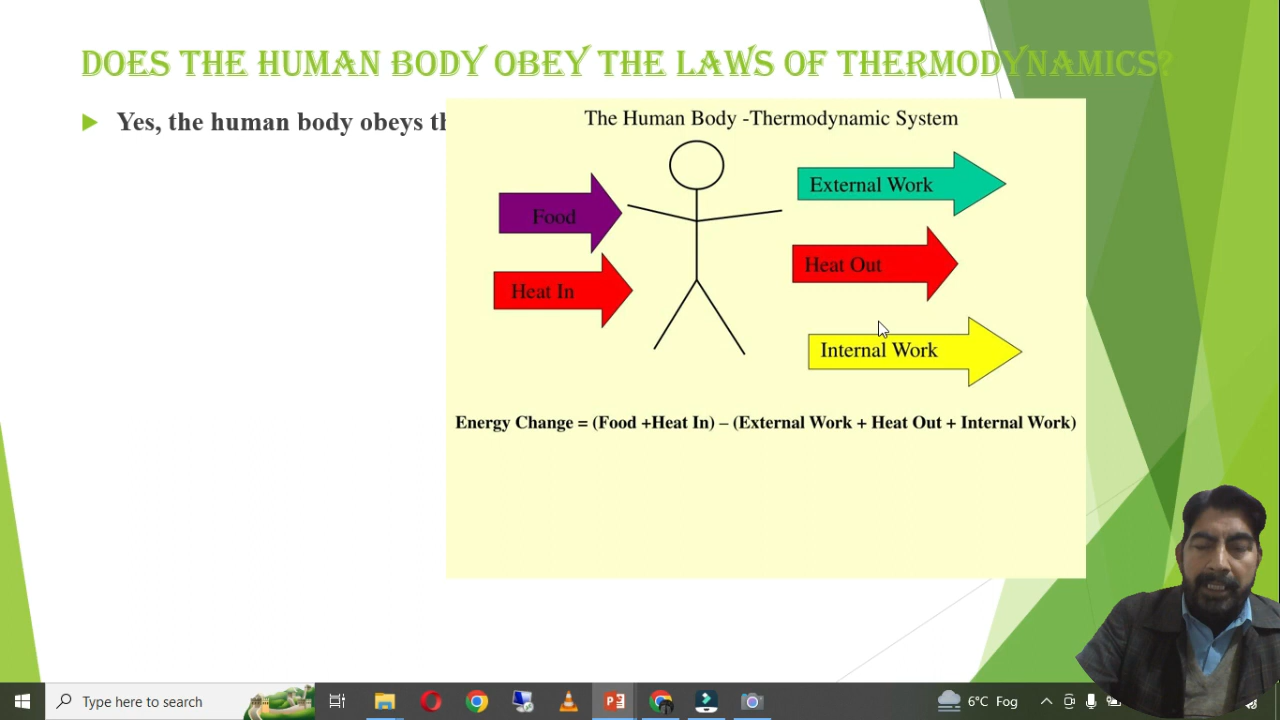 DOES THE HUMAN BODY OBEY THE LAWS OF THERMODYNAMICS?
Yes, the human body obeys
The Human Body -Thermodynamic System
External Work
Food
Heat Out
Heat In
Internal Work
Energy Change = (Food +Heat In) – (External Work + Heat Out + Internal Work)
Type here to search
6°C Fog